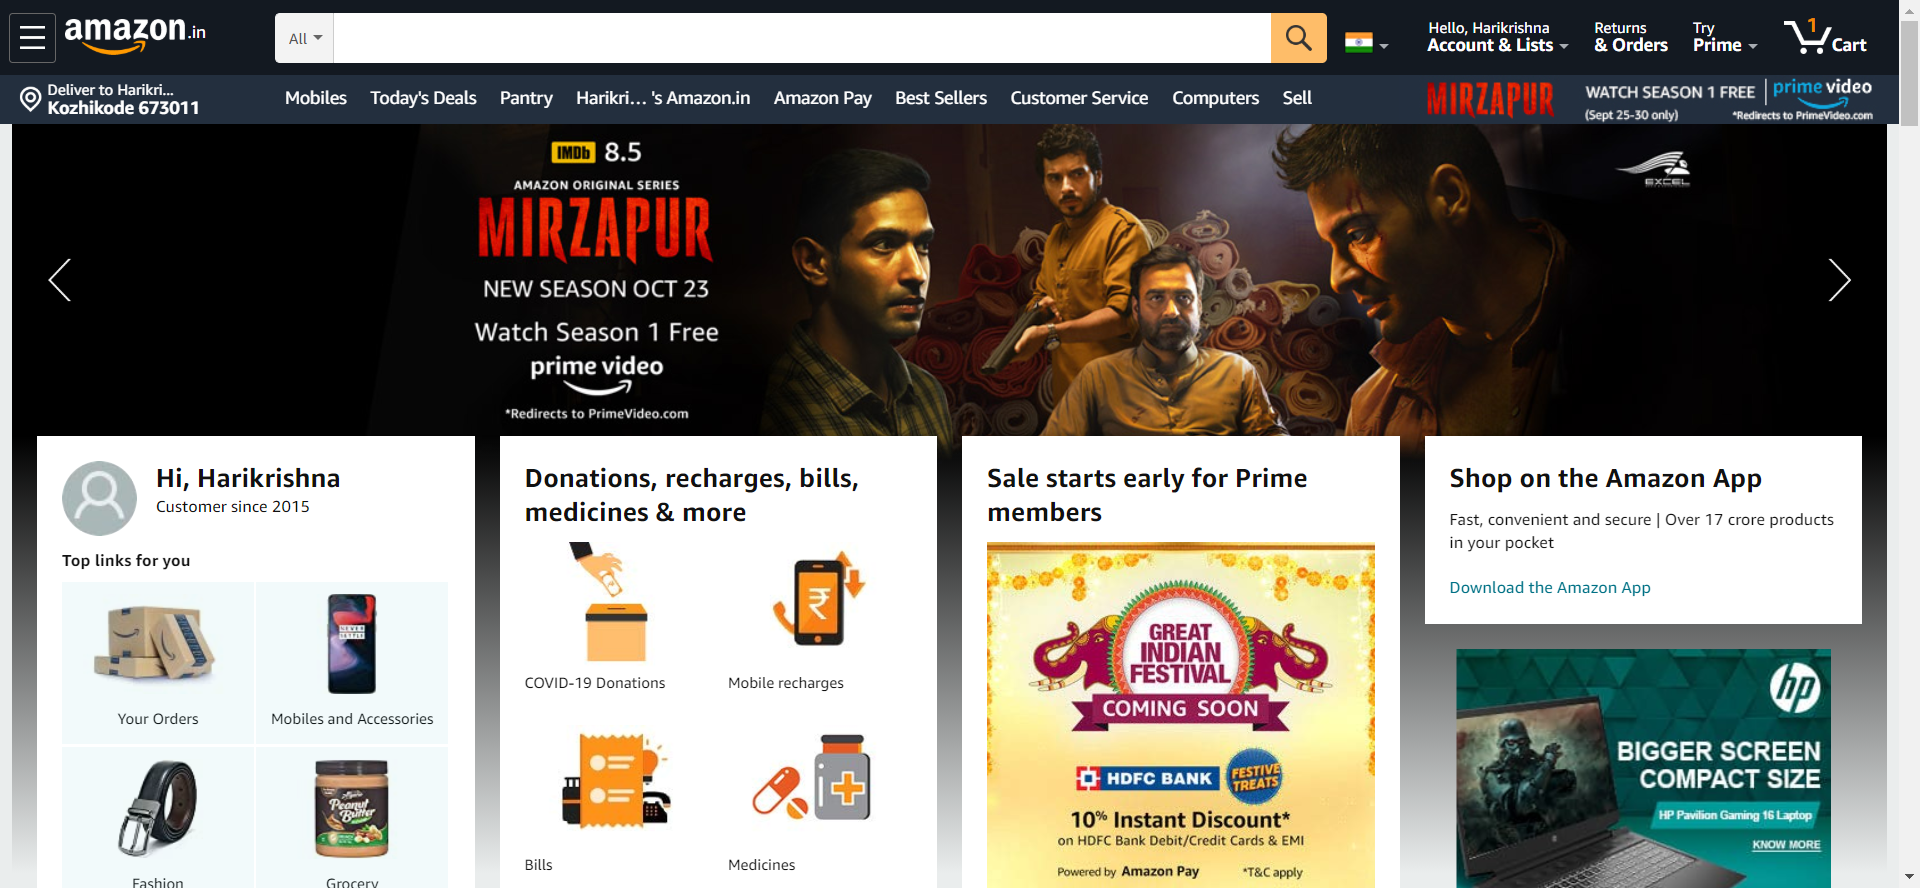 amazon.in
All
Hello, Harikrishna
Account & Lists
Returns
& Orders
Try
Prime
1
Cart
Deliver to Harikri...
Kozhikode 673011
Mobiles
Today's Deals
Pantry
Harikri... 's Amazon.in
Amazon Pay
Best Sellers
Customer Service
Computers
Sell
MIRZAPUR
WATCH SEASON 1 FREE
(Sept 25-30 only)
prime video
*Redirects to PrimeVideo.com
IMDb 8.5
AMAZON ORIGINAL SERIES
MIRZAPUR
NEW SEASON OCT 23
Watch Season 1 Free
prime video
*Redirects to PrimeVideo.com
EXCEL
Hi, Harikrishna
Customer since 2015
Top links for you
NEVER
SETTLE
Your Orders
Mobiles and Accessories
Peanut
Butter
Fashion
Grocery
Donations, recharges, bills,
medicines & more
COVID-19 Donations
Mobile recharges
Bills
Medicines
Sale starts early for Prime
members
GREAT
INDIAN
FESTIVAL
COMING SOON
HDFC BANK
FESTIVE
TREATS
10% Instant Discount*
on HDFC Bank Debit/Credit Cards & EMI
Powered by Amazon Pay
*T&C apply
Shop on the Amazon App
Fast, convenient and secure | Over 17 crore products
in your pocket
Download the Amazon App
hp
BIGGER SCREEN
COMPACT SIZE
HP Pavilion Gaming 16 Laptop
KNOW MORE